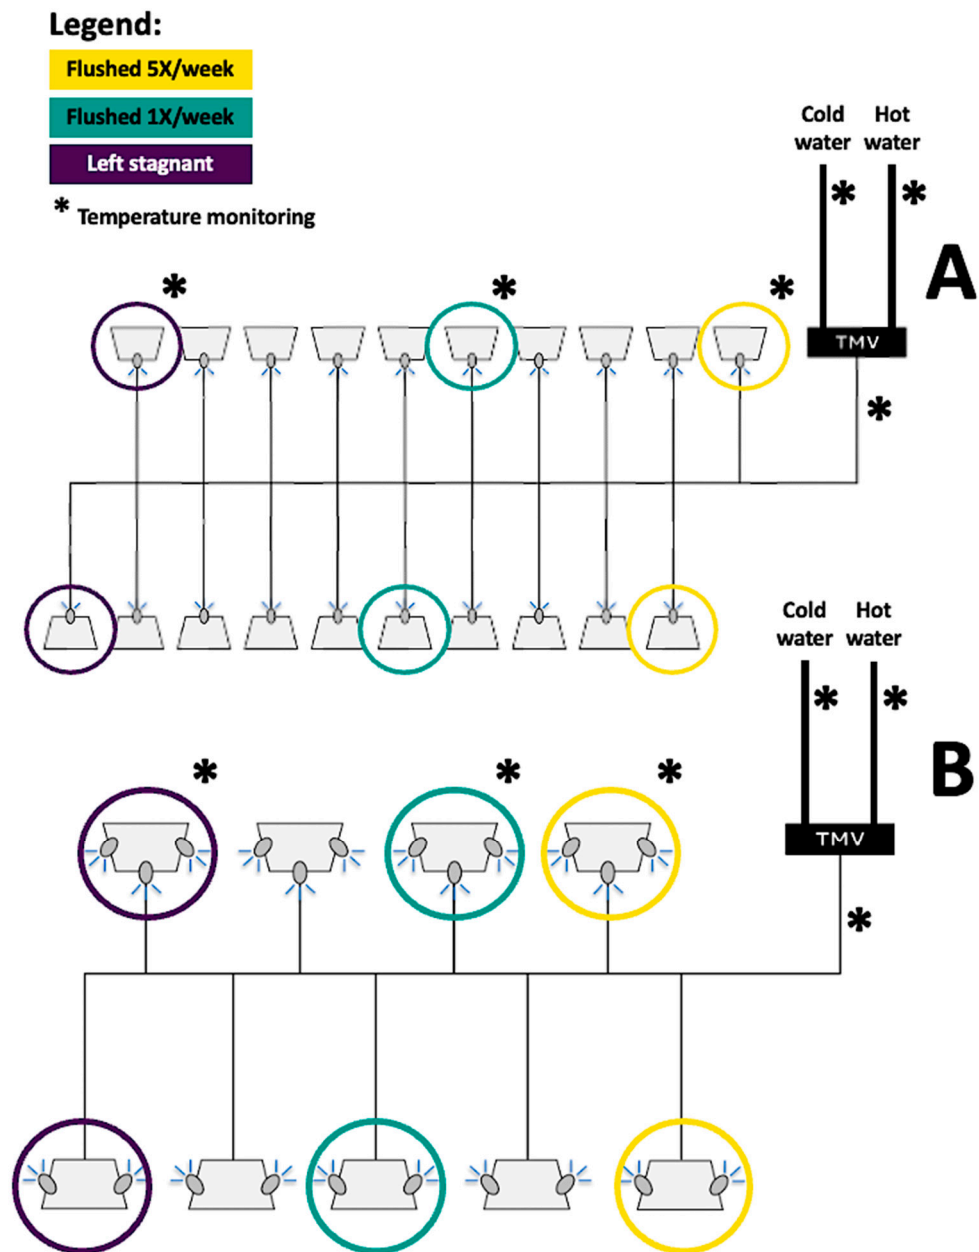 Legend:
Flushed 5X/week
Flushed 1X/week
Left stagnant
* Temperature monitoring
Cold water
Hot water
* *
A
* * *
TMV
*
Cold water
Hot water
* *
B
* * *
TMV
*